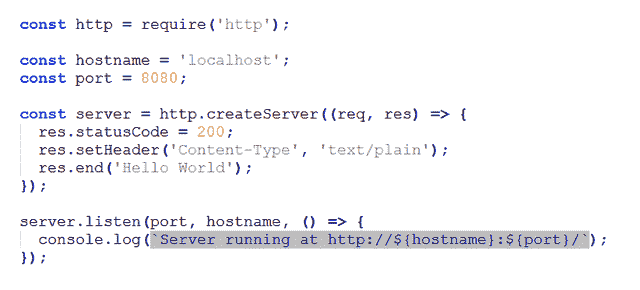 const http = require('http');
const hostname = 'localhost';
const port = 8080;
const server = http.createServer((req, res) => {
  res.statusCode = 200;
  res.setHeader('Content-Type', 'text/plain');
  res.end('Hello World');
});
server.listen(port, hostname, () => {
  console.log(`Server running at http://${hostname}:${port}/`);
});